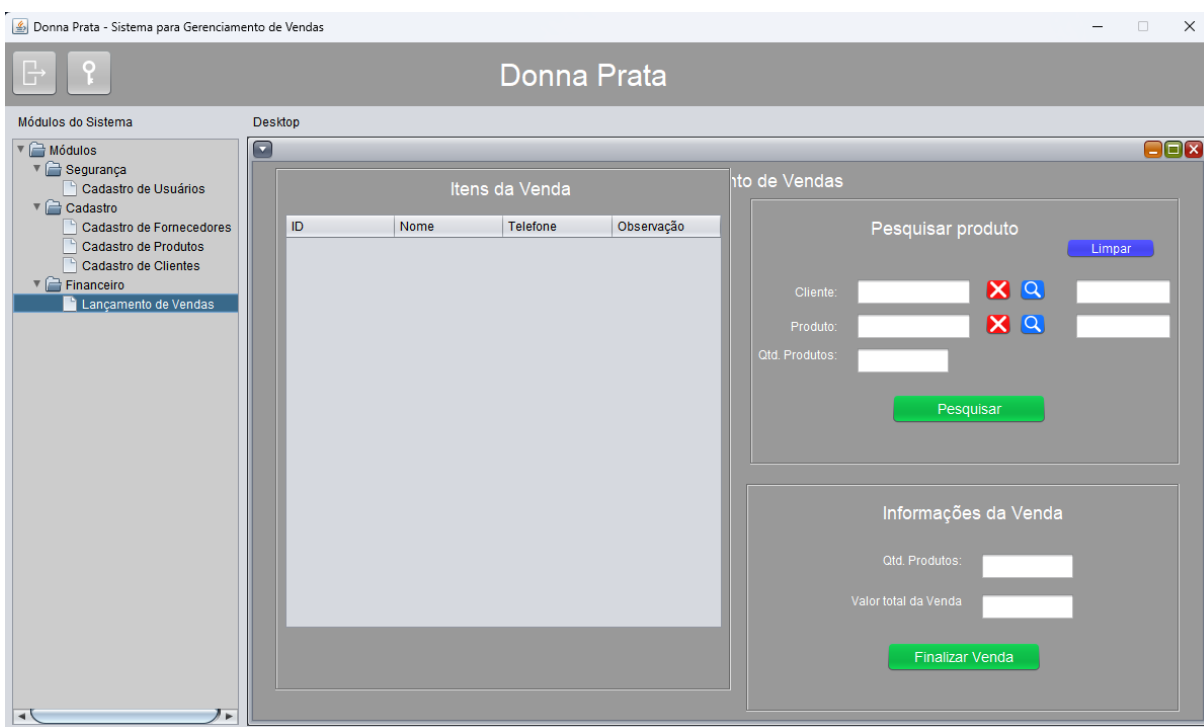 Donna Prata - Sistema para Gerenciamento de Vendas
Donna Prata
Módulos do Sistema
Desktop
Módulos
Segurança
Cadastro de Usuários
Cadastro
Cadastro de Fornecedores
Cadastro de Produtos
Cadastro de Clientes
Financeiro
Lançamento de Vendas
de Vendas
Itens da Venda
ID Nome Telefone Observação
Pesquisar produto
Limpar
Cliente:
Produto:
Qtd. Produtos:
Pesquisar
Informações da Venda
Qtd. Produtos:
Valor total da Venda
Finalizar Venda